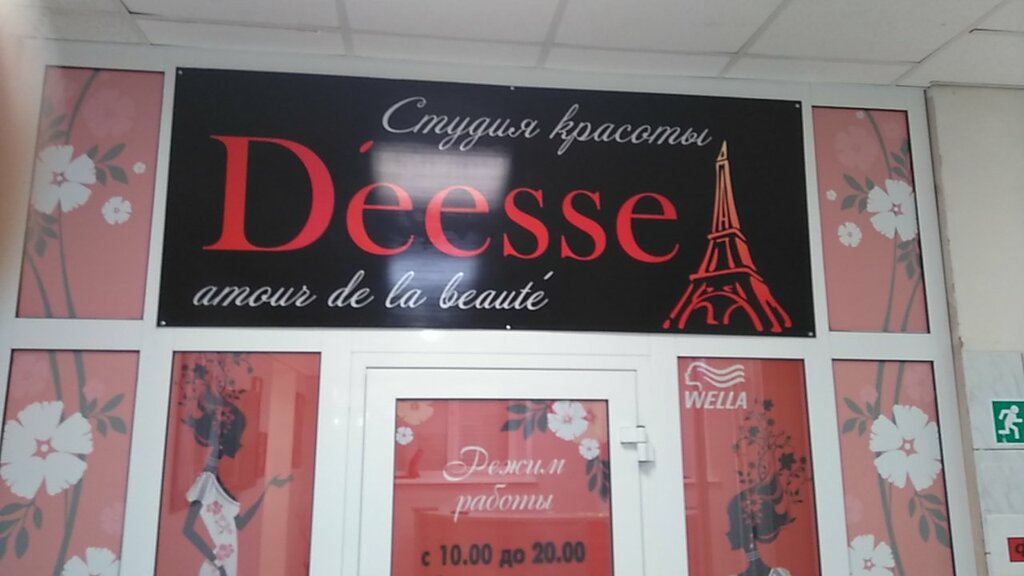 Студия красоты
Déesse
amour de la beauté
WELLA
Режим
работы
с 10.00 до 20.00